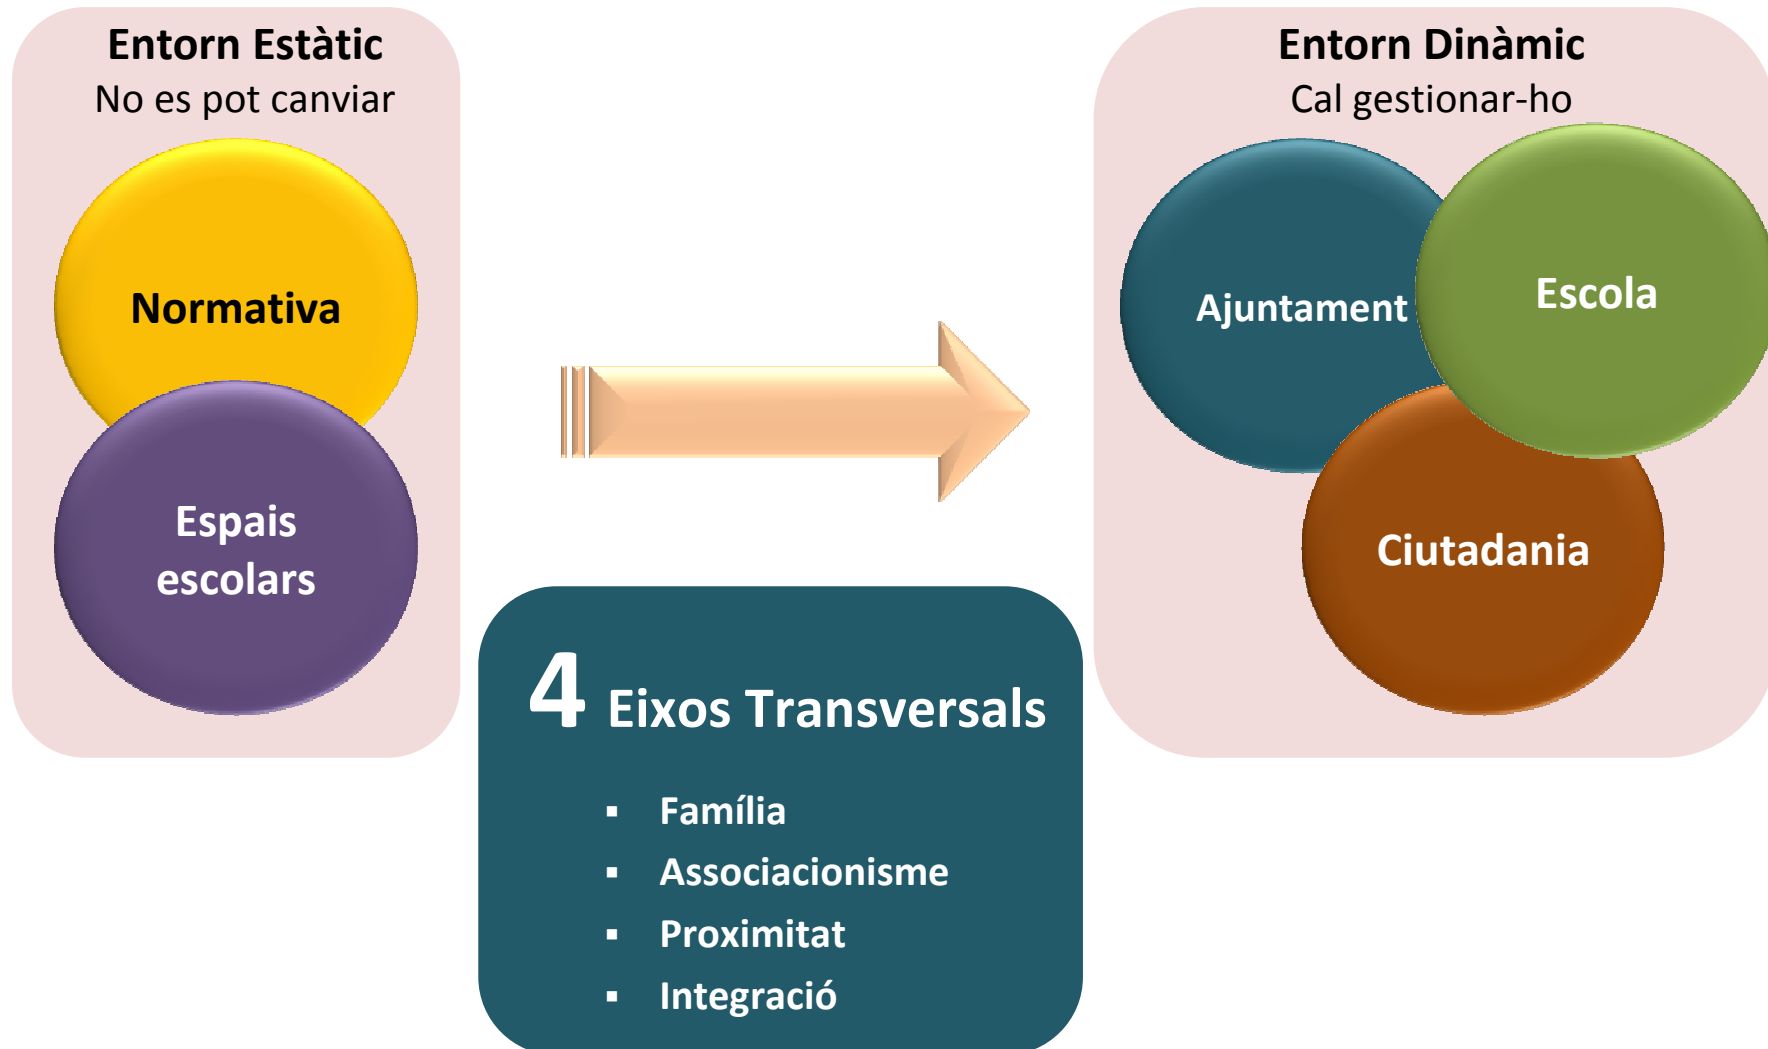 Entorn Estàtic
No es pot canviar
Normativa
Espais
escolars
4 Eixos Transversals
▪ Família
▪ Associacionisme
▪ Proximitat
▪ Integració
Entorn Dinàmic
Cal gestionar-ho
Ajuntament
Escola
Ciutadania